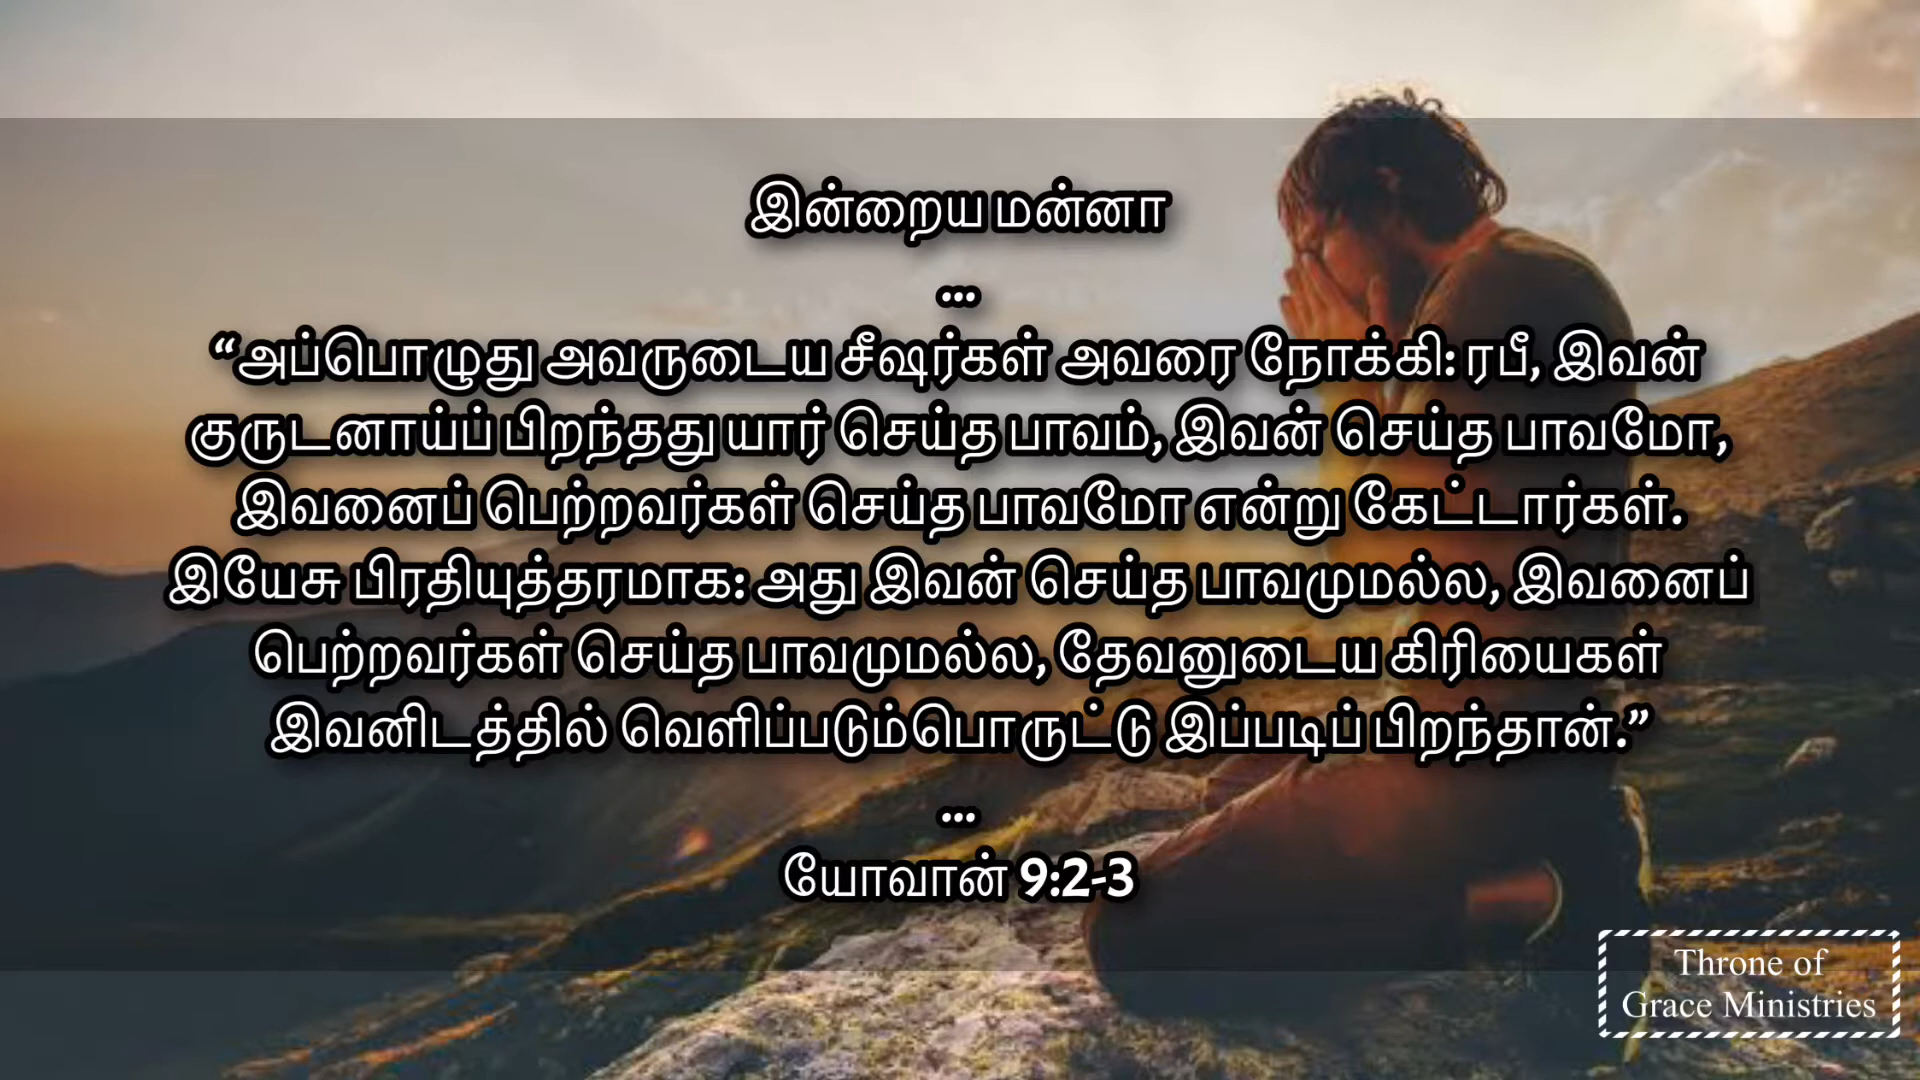 இன்றைய மன்னா
...
“அப்பொழுது அவருடைய சீஷர்கள் அவரை நோக்கி: ரபீ, இவன்
குருடனாய்ப் பிறந்தது யார் செய்த பாவம், இவன் செய்த பாவமோ,
இவனைப் பெற்றவர்கள் செய்த பாவமோ என்று கேட்டார்கள்.
இயேசு பிரதியுத்தரமாக: அது இவன் செய்த பாவமுமல்ல, இவனைப்
பெற்றவர்கள் செய்த பாவமுமல்ல, தேவனுடைய கிரியைகள்
இவனிடத்தில் வெளிப்படும்பொருட்டு இப்படிப் பிறந்தான்.”
...
யோவான் 9:2-3
Throne of
Grace Ministries